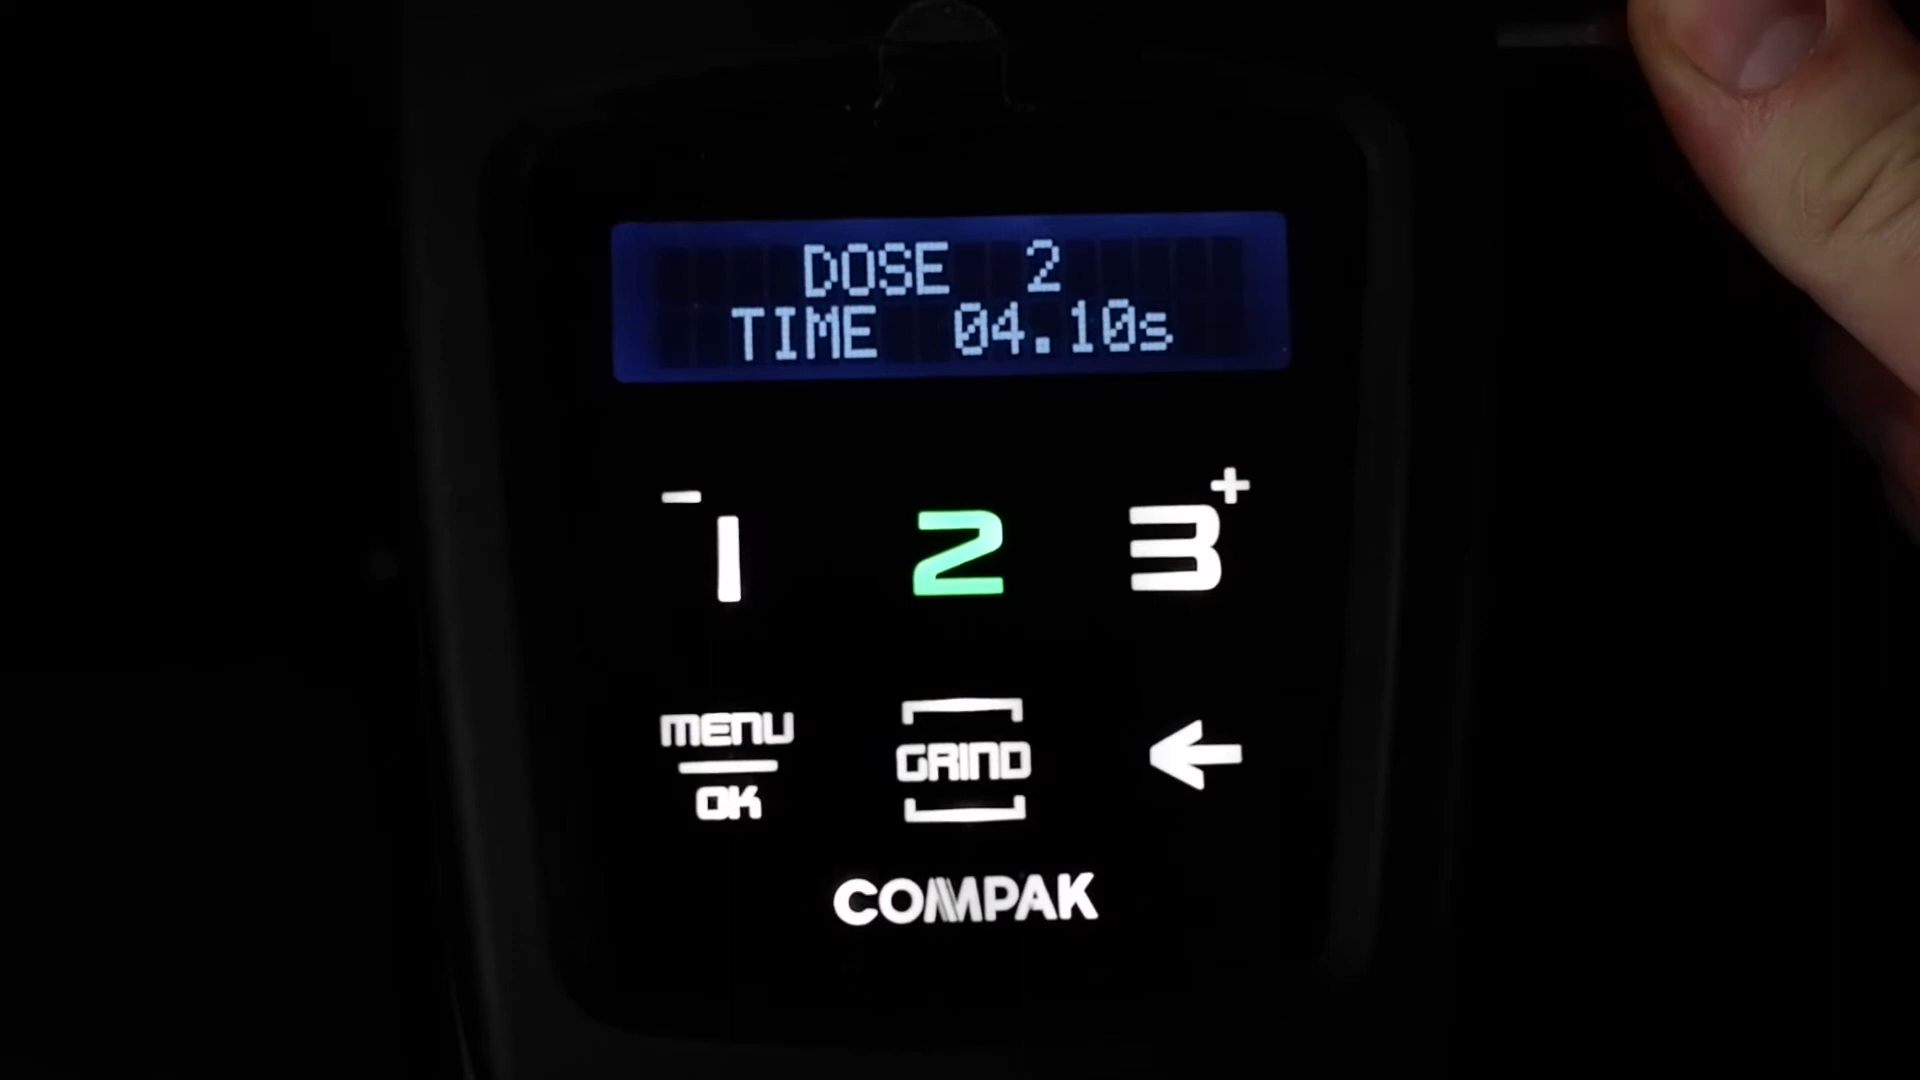 DOSE 2
TIME 04.10s
- 1 2 3 +
MENU
OK
GRIND
COMPAK